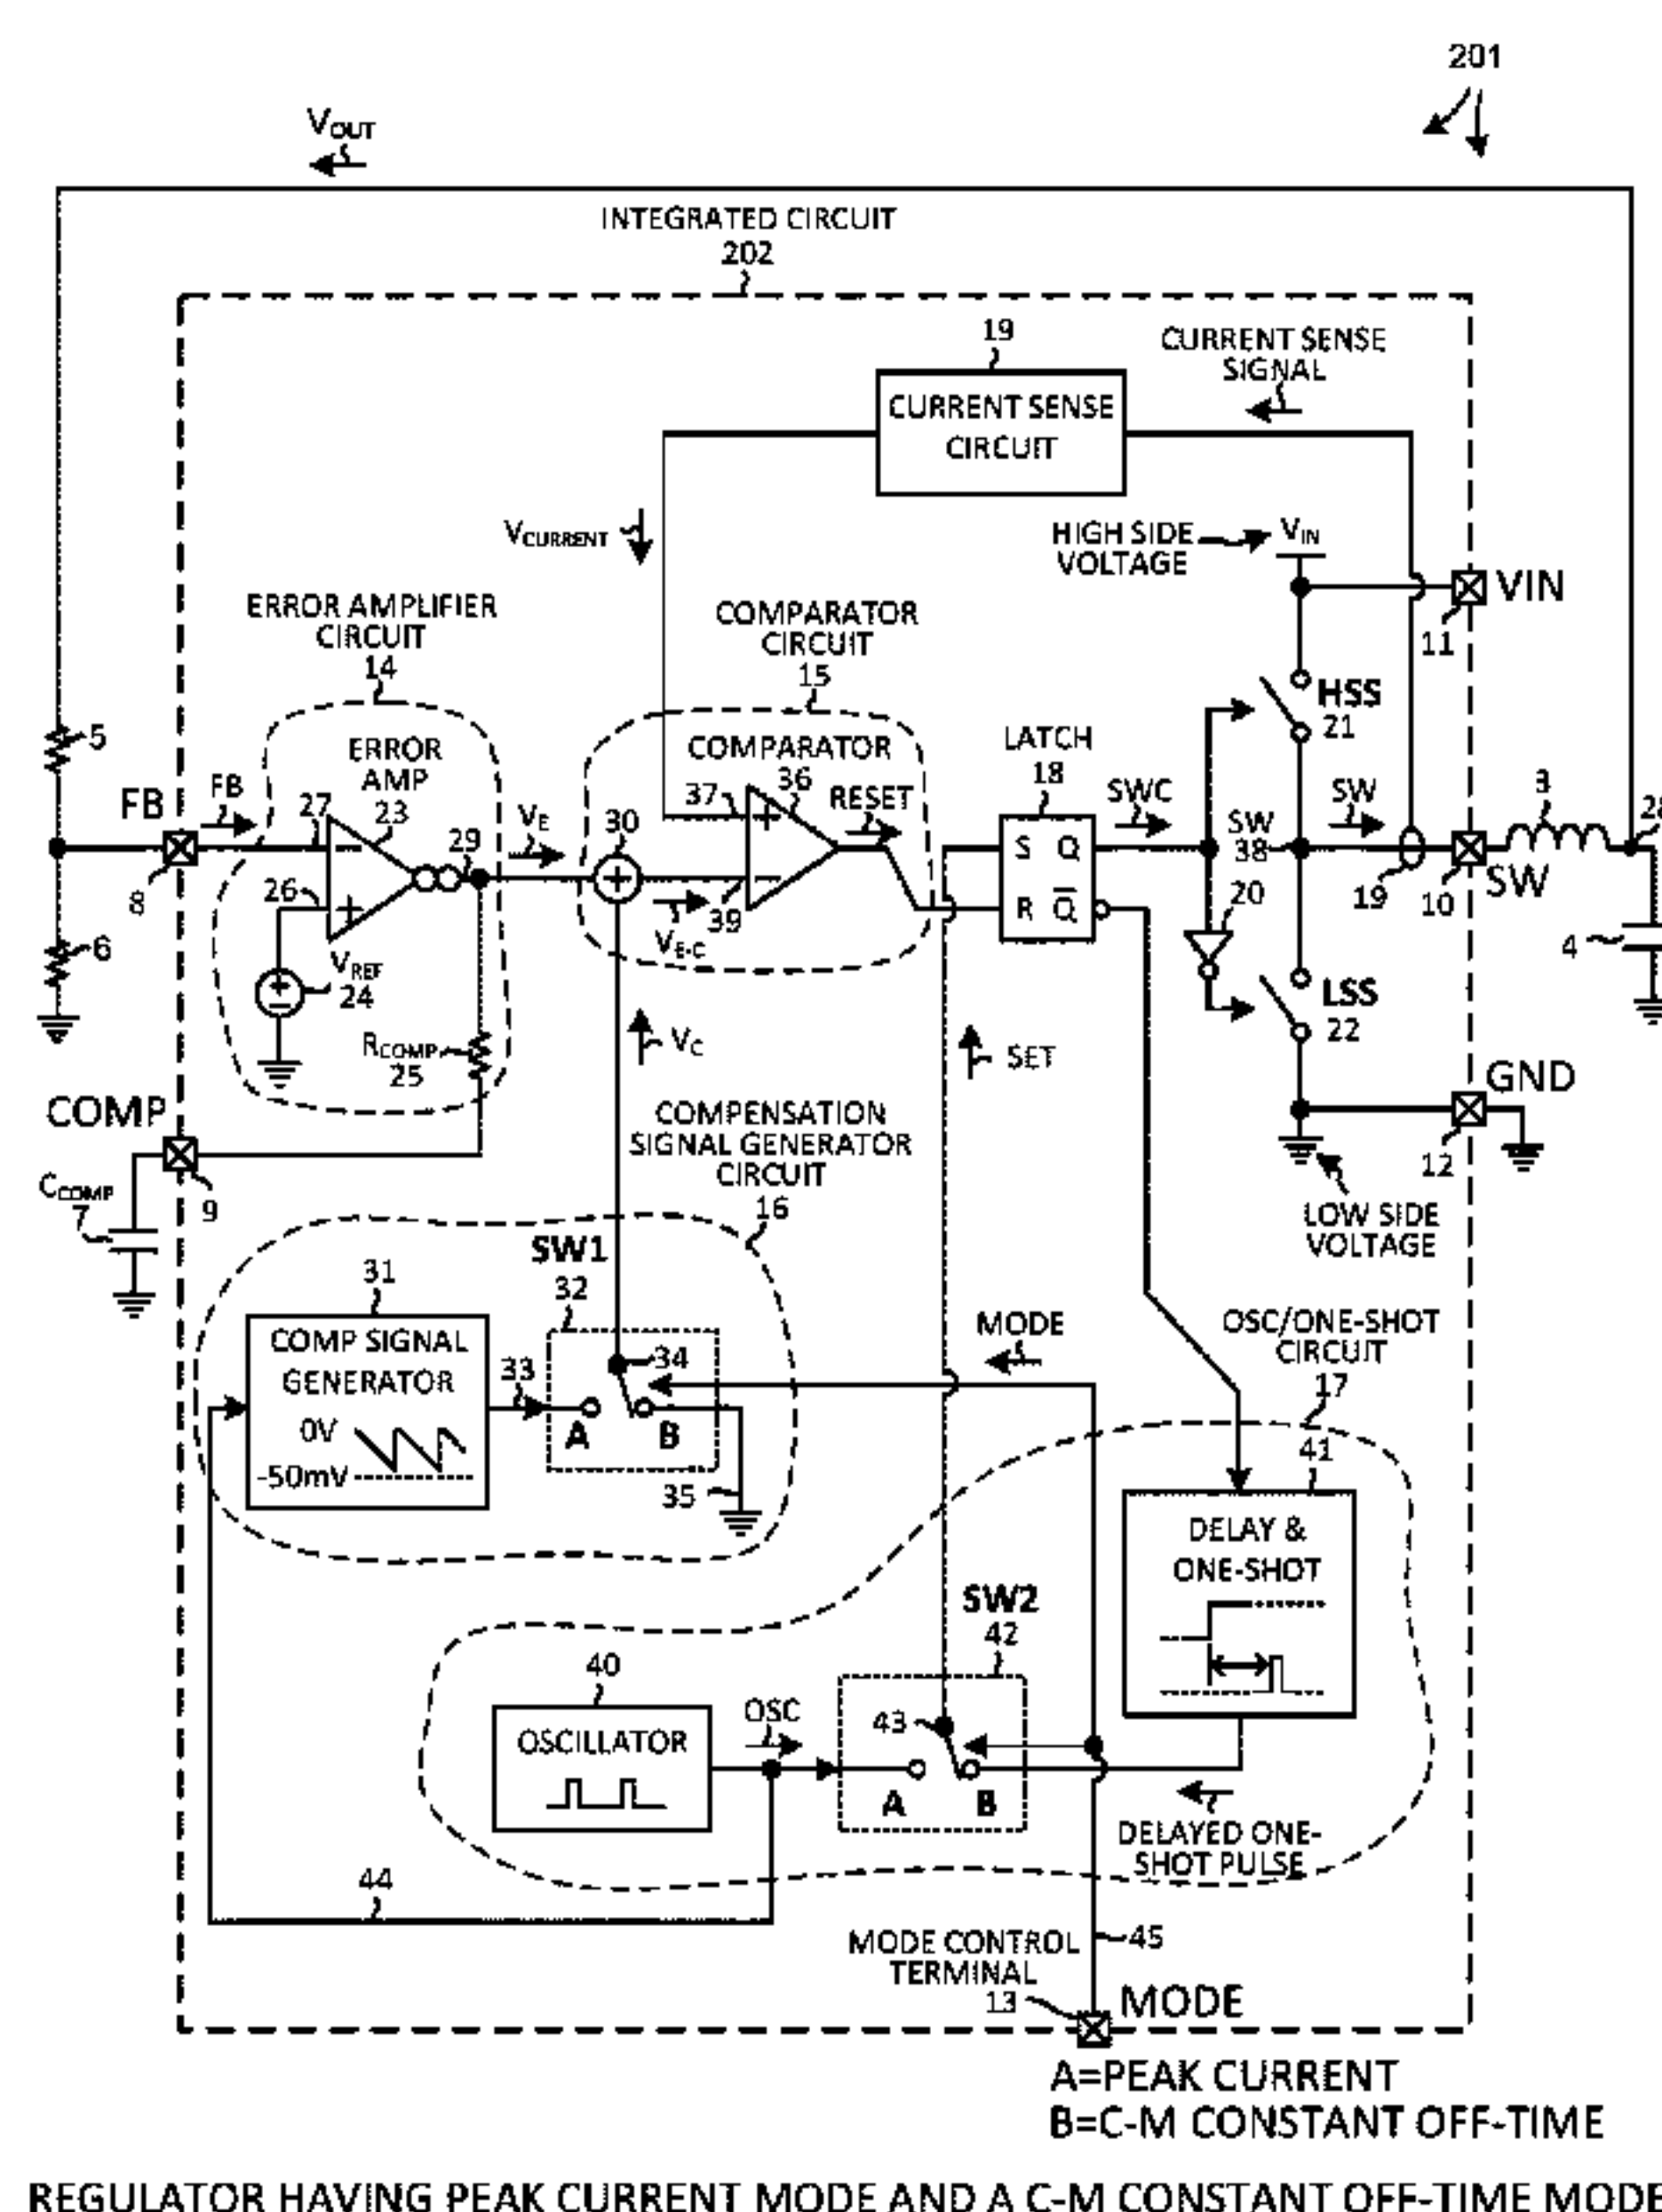 201
VOUT
INTEGRATED CIRCUIT
202
19
CURRENT SENSE
SIGNAL
CURRENT SENSE
CIRCUIT
VCURRENT
HIGH SIDE
VOLTAGE
VIN
VIN
11
ERROR AMPLIFIER
CIRCUIT
14
COMPARATOR
CIRCUIT
15
HSS
21
5
ERROR
AMP
23
COMPARATOR
36
LATCH
18
FB
FB
27
VE
30
37
+
RESET
SWC
SW
38
SW
3
28
8
−
29
+
−
S Q
R Q
20
19
10
SW
26
+
39
VE-C
6
VREF
24
+
−
4
LSS
22
RCOMP
25
VC
SET
GND
12
COMP
9
CCOMP
7
COMPENSATION
SIGNAL GENERATOR
CIRCUIT
16
LOW SIDE
VOLTAGE
SW1
32
31
COMP SIGNAL
GENERATOR
0V
-50mV
33
34
A B
35
MODE
OSC/ONE-SHOT
CIRCUIT
17
41
DELAY &
ONE-SHOT
SW2
42
40
OSCILLATOR
OSC
43
A B
DELAYED ONE-
SHOT PULSE
44
MODE CONTROL
TERMINAL
13
45
MODE
A=PEAK CURRENT
B=C-M CONSTANT OFF-TIME
REGULATOR HAVING PEAK CURRENT MODE AND A C-M CONSTANT OFF-TIME MODE